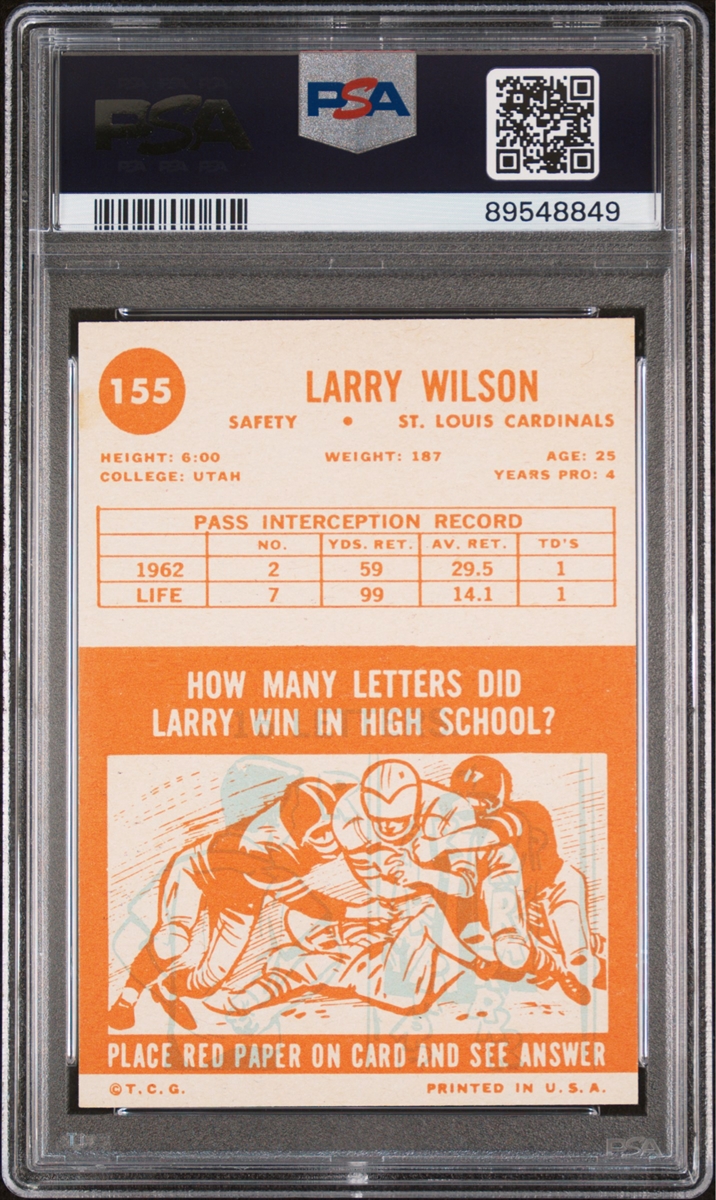 PSA
PSA
89548849
155
LARRY WILSON
SAFETY • ST. LOUIS CARDINALS
HEIGHT: 6:00 WEIGHT: 187 AGE: 25
COLLEGE: UTAH YEARS PRO: 4
PASS INTERCEPTION RECORD
NO. YDS. RET. AV. RET. TD'S
1962 2 59 29.5 1
LIFE 7 99 14.1 1
HOW MANY LETTERS DID
LARRY WIN IN HIGH SCHOOL?
PLACE RED PAPER ON CARD AND SEE ANSWER
©T.C.G. PRINTED IN U.S.A.
PSA